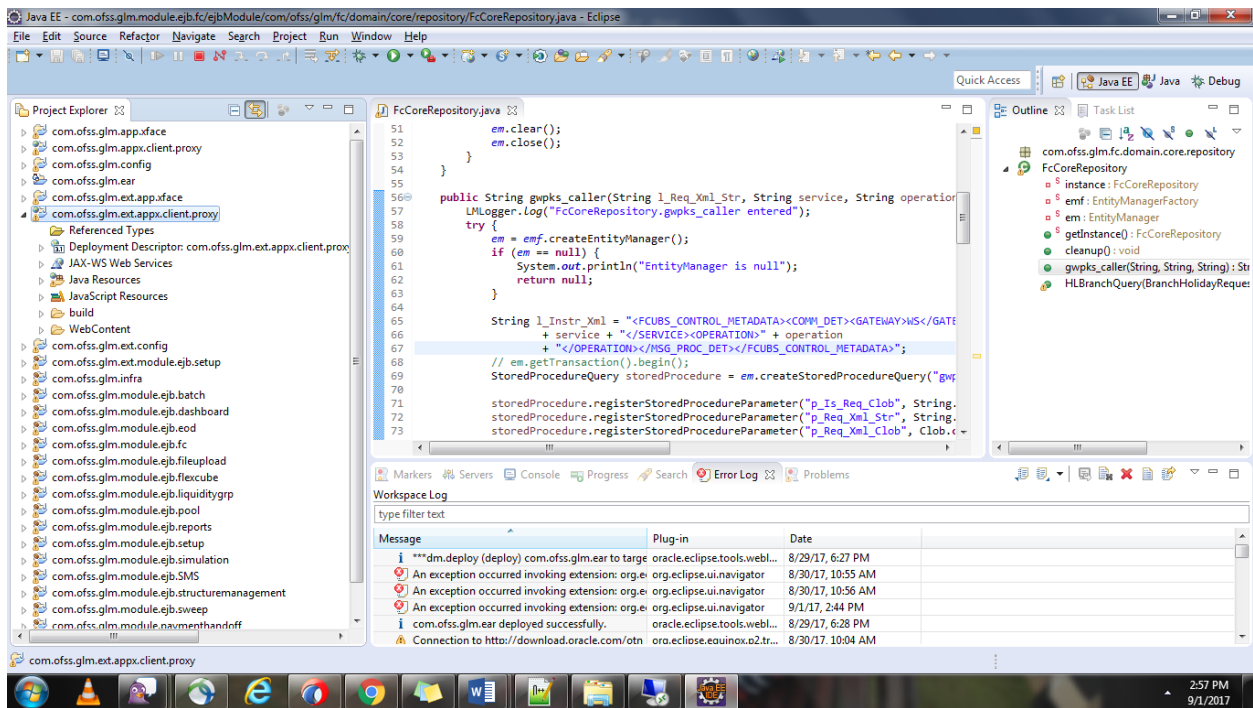 Java EE - com.ofss.glm.module.ejb.fc/ejbModule/com/ofss/glm/fc/domain/core/repository/FcCoreRepository.java - Eclipse
File Edit Source Refactor Navigate Search Project Run Window Help
Quick Access
Java EE
Java
Debug
Project Explorer
com.ofss.glm.app.xface
com.ofss.glm.appx.client.proxy
com.ofss.glm.config
com.ofss.glm.ear
com.ofss.glm.ext.app.xface
com.ofss.glm.ext.appx.client.proxy
Referenced Types
Deployment Descriptor: com.ofss.glm.ext.appx.client.prox
JAX-WS Web Services
Java Resources
JavaScript Resources
build
WebContent
com.ofss.glm.ext.config
com.ofss.glm.ext.module.ejb.setup
com.ofss.glm.infra
com.ofss.glm.module.ejb.batch
com.ofss.glm.module.ejb.dashboard
com.ofss.glm.module.ejb.eod
com.ofss.glm.module.ejb.fc
com.ofss.glm.module.ejb.fileupload
com.ofss.glm.module.ejb.flexcube
com.ofss.glm.module.ejb.liquiditygrp
com.ofss.glm.module.ejb.pool
com.ofss.glm.module.ejb.reports
com.ofss.glm.module.ejb.setup
com.ofss.glm.module.ejb.simulation
com.ofss.glm.module.ejb.SMS
com.ofss.glm.module.ejb.structuremanagement
com.ofss.glm.module.ejb.sweep
com.ofss.glm.module.paymenthandoff
FcCoreRepository.java
51 em.clear();
52 em.close();
53 }
54 }
55
56 public String gwpks_caller(String l_Req_Xml_Str, String service, String operation
57 LMLogger.log("FcCoreRepository.gwpks_caller entered");
58 try {
59 em = emf.createEntityManager();
60 if (em == null) {
61 System.out.println("EntityManager is null");
62 return null;
63 }
64
65 String l_Instr_Xml = "<FCUBS_CONTROL_METADATA><COMM_DET><GATEWAY>WS</GATE
66 + service + "</SERVICE><OPERATION>" + operation
67 + "</OPERATION></MSG_PROC_DET></FCUBS_CONTROL_METADATA>";
68 // em.getTransaction().begin();
69 StoredProcedureQuery storedProcedure = em.createStoredProcedureQuery("gwp
70
71 storedProcedure.registerStoredProcedureParameter("p_Is_Req_Clob", String.
72 storedProcedure.registerStoredProcedureParameter("p_Req_Xml_Str", String.
73 storedProcedure.registerStoredProcedureParameter("p_Req_Xml_Clob", Clob.c
Outline Task List
com.ofss.glm.fc.domain.core.repository
FcCoreRepository
S instance : FcCoreRepository
S emf : EntityManagerFactory
S em : EntityManager
S getInstance() : FcCoreRepository
cleanup() : void
gwpks_caller(String, String, String) : Str
HLBranchQuery(BranchHolidayReques
Markers Servers Console Progress Search Error Log Problems
Workspace Log
type filter text
Message Plug-in Date
***dm.deploy (deploy) com.ofss.glm.ear to targe oracle.eclipse.tools.webl... 8/29/17, 6:27 PM
An exception occurred invoking extension: org.e org.eclipse.ui.navigator 8/30/17, 10:55 AM
An exception occurred invoking extension: org.e org.eclipse.ui.navigator 8/30/17, 10:56 AM
An exception occurred invoking extension: org.e org.eclipse.ui.navigator 9/1/17, 2:44 PM
com.ofss.glm.ear deployed successfully. oracle.eclipse.tools.webl... 8/29/17, 6:28 PM
Connection to http://download.oracle.com/otn org.eclipse.equinox.p2.tr... 8/30/17, 10:04 AM
com.ofss.glm.ext.appx.client.proxy
2:57 PM
9/1/2017